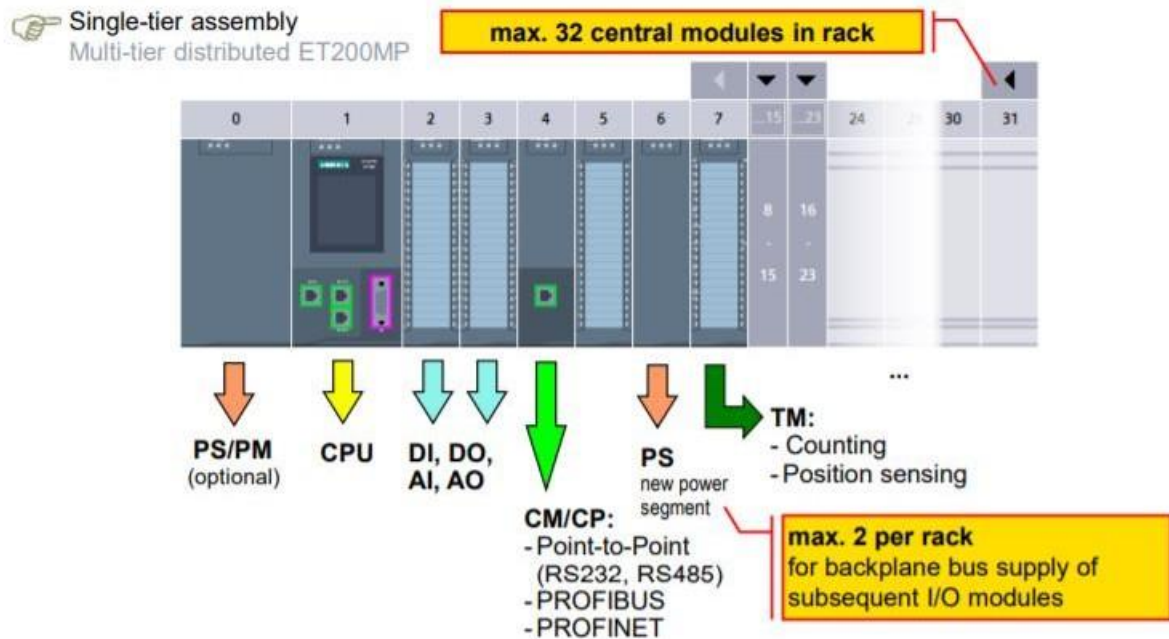 Single-tier assembly
Multi-tier distributed ET200MP
max. 32 central modules in rack
0 1 2 3 4 5 6 7 ...15 ...23 24 30 31
8 16
- -
15 23
SIEMENS
...
PS/PM
(optional)
CPU
DI, DO,
AI, AO
CM/CP:
- Point-to-Point
(RS232, RS485)
- PROFIBUS
- PROFINET
PS
new power
segment
TM:
- Counting
- Position sensing
max. 2 per rack
for backplane bus supply of
subsequent I/O modules